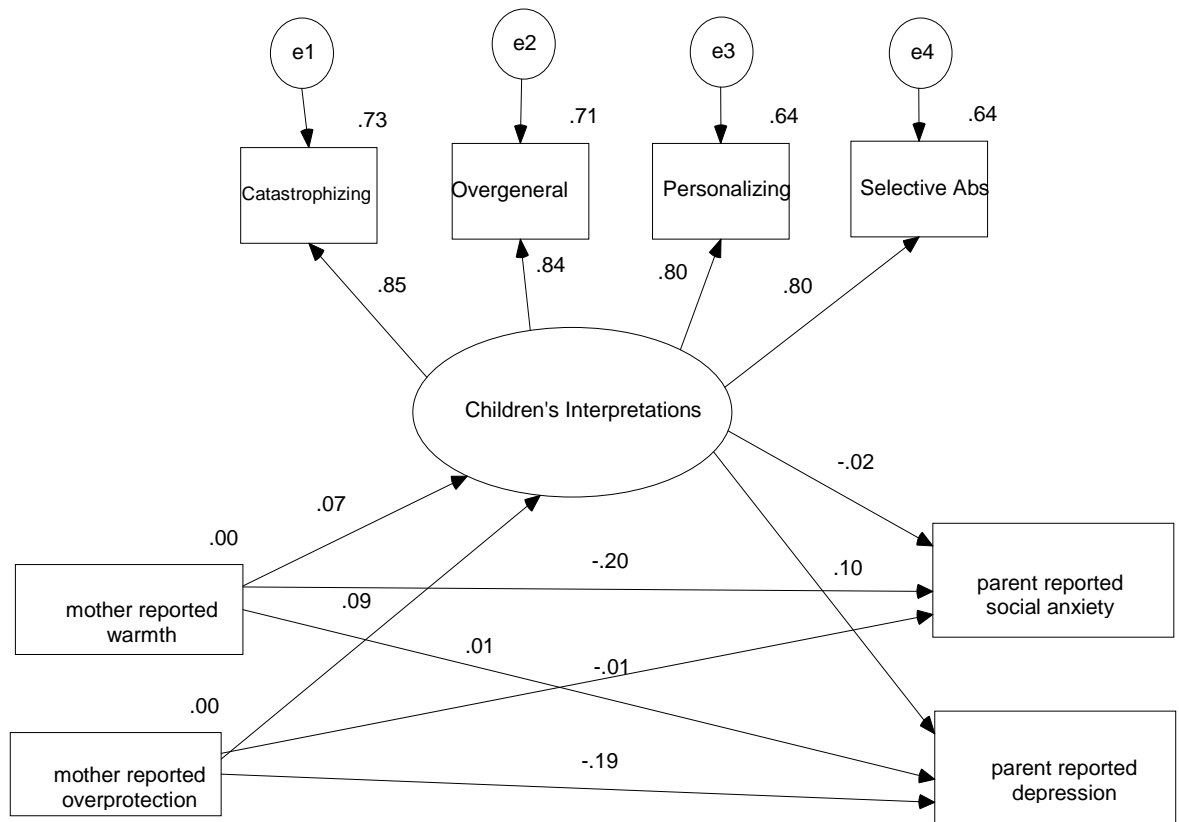 e1
e2
e3
e4
.73
.71
.64
.64
Catastrophizing
Overgeneral
Personalizing
Selective Abs
.85
.84
.80
.80
Children's Interpretations
-.02
.07
.00
-.20
.10
mother reported
warmth
parent reported
social anxiety
.09
.01
-.01
.00
-.19
mother reported
overprotection
parent reported
depression